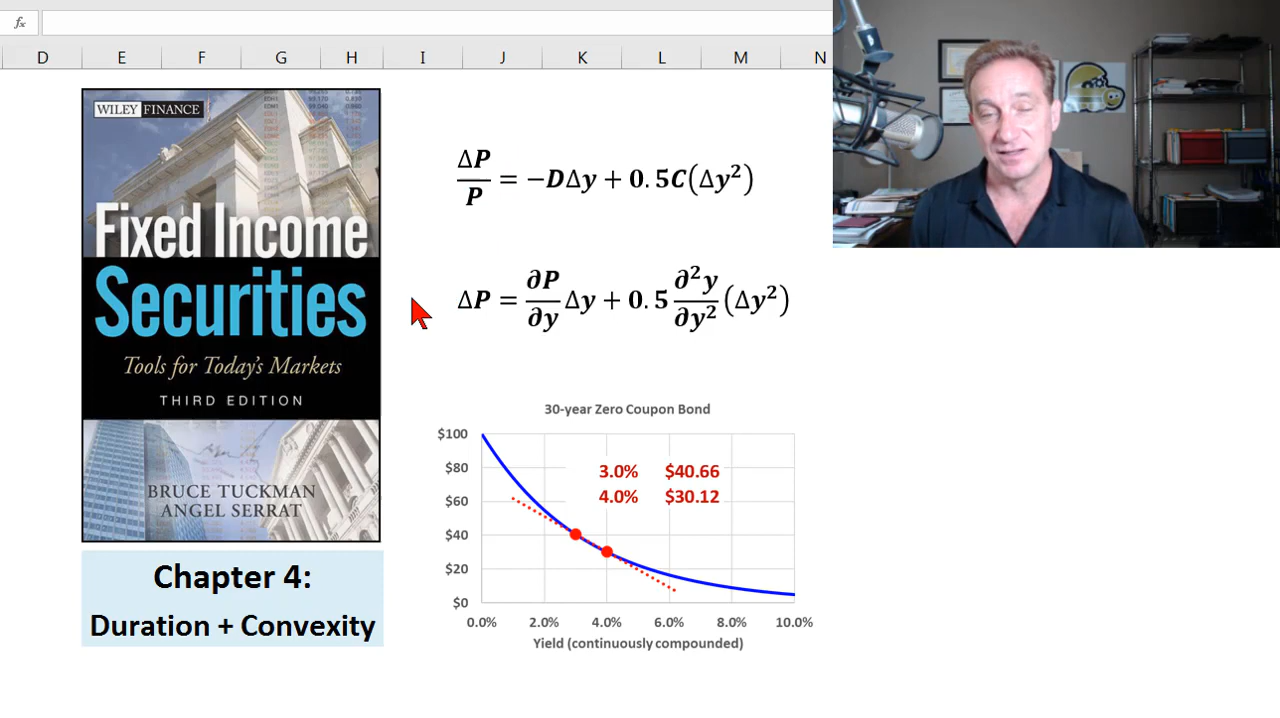 fx
D E F G H I J K L M N
WILEY FINANCE
Fixed Income
Securities
Tools for Today's Markets
THIRD EDITION
BRUCE TUCKMAN
ANGEL SERRAT
Chapter 4:
Duration + Convexity
ΔP/P = −DΔy + 0.5C(Δy²)
ΔP = ∂P/∂y Δy + 0.5 ∂²y/∂y² (Δy²)
30-year Zero Coupon Bond
$100
$80
$60
$40
$20
$0
3.0% $40.66
4.0% $30.12
0.0% 2.0% 4.0% 6.0% 8.0% 10.0%
Yield (continuously compounded)